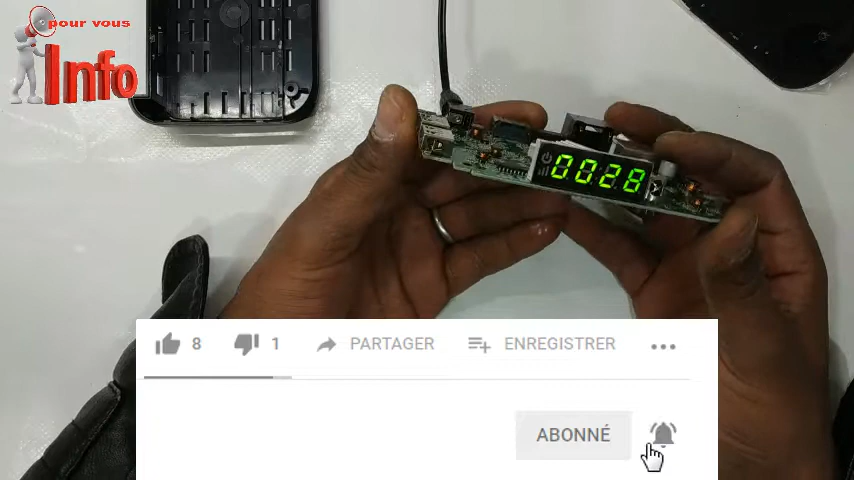 pour vous
Info
0028
8 1 PARTAGER ENREGISTRER
ABONNÉ